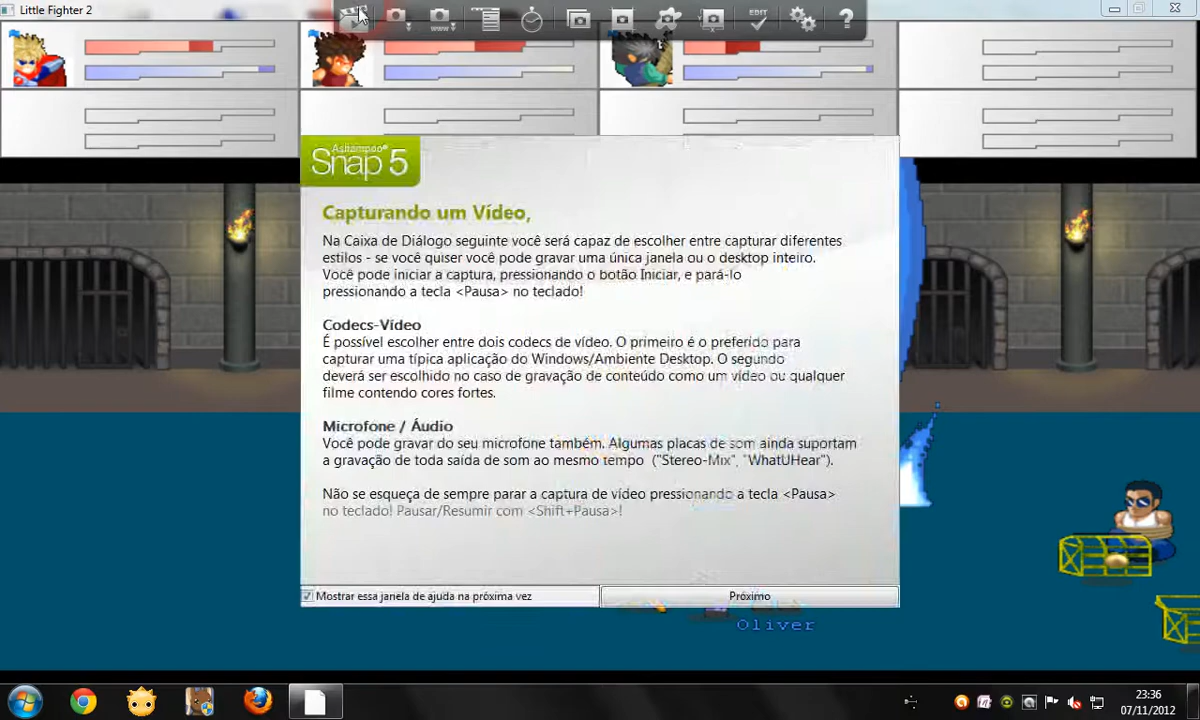 Little Fighter 2
www
EDIT
Ashampoo®
Snap 5
Capturando um Vídeo,
Na Caixa de Diálogo seguinte você será capaz de escolher entre capturar diferentes
estilos - se você quiser você pode gravar uma única janela ou o desktop inteiro.
Você pode iniciar a captura, pressionando o botão Iniciar, e pará-lo
pressionando a tecla <Pausa> no teclado!
Codecs-Vídeo
É possível escolher entre dois codecs de vídeo. O primeiro é o preferido para
capturar uma típica aplicação do Windows/Ambiente Desktop. O segundo
deverá ser escolhido no caso de gravação de conteúdo como um vídeo ou qualquer
filme contendo cores fortes.
Microfone / Áudio
Você pode gravar do seu microfone também. Algumas placas de som ainda suportam
a gravação de toda saída de som ao mesmo tempo ("Stereo-Mix", "WhatUHear").
Não se esqueça de sempre parar a captura de vídeo pressionando a tecla <Pausa>
no teclado! Pausar/Resumir com <Shift+Pausa>!
Mostrar essa janela de ajuda na próxima vez
Próximo
Oliver
23:36
07/11/2012